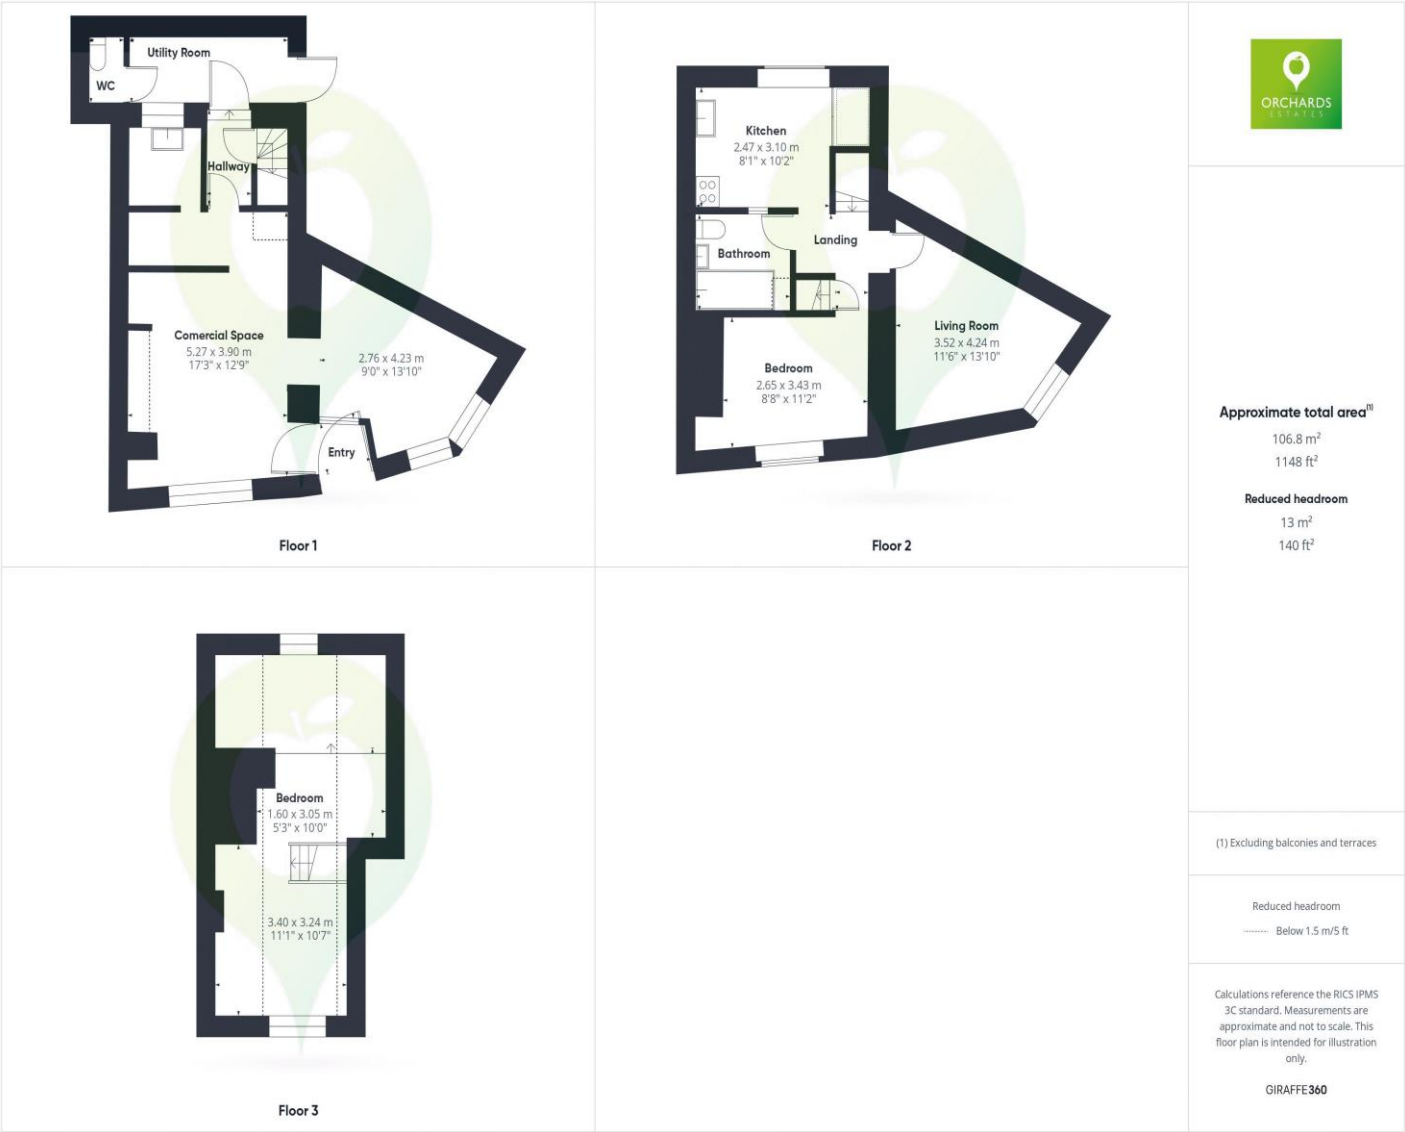 Utility Room
WC
Hallway
Comercial Space
5.27 x 3.90 m
17'3" x 12'9"
2.76 x 4.23 m
9'0" x 13'10"
Entry
Floor 1
Kitchen
2.47 x 3.10 m
8'1" x 10'2"
Landing
Bathroom
Living Room
3.52 x 4.24 m
11'6" x 13'10"
Bedroom
2.65 x 3.43 m
8'8" x 11'2"
Floor 2
Bedroom
1.60 x 3.05 m
5'3" x 10'0"
3.40 x 3.24 m
11'1" x 10'7"
Floor 3
ORCHARDS
ESTATES
Approximate total area(1)
106.8 m²
1148 ft²
Reduced headroom
13 m²
140 ft²
(1) Excluding balconies and terraces
Reduced headroom
Below 1.5 m/5 ft
Calculations reference the RICS IPMS
3C standard. Measurements are
approximate and not to scale. This
floor plan is intended for illustration
only.
GIRAFFE360